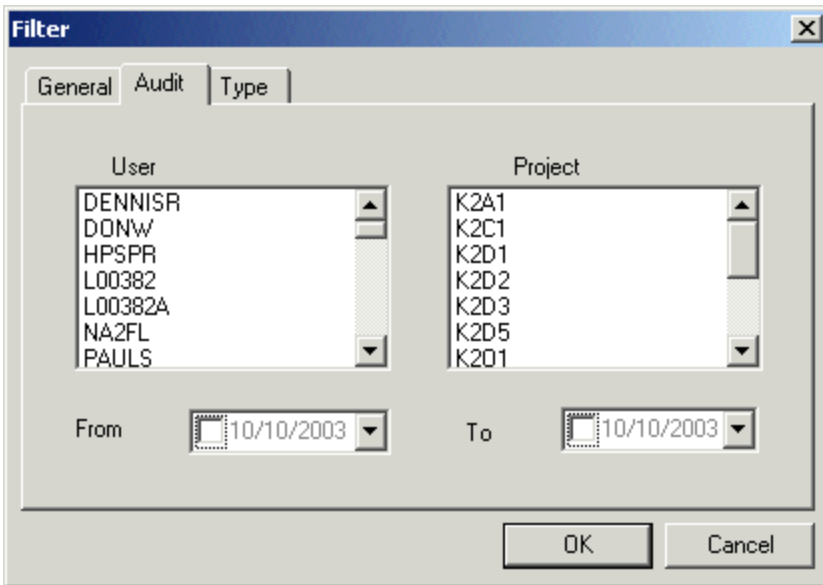 Filter
General Audit Type
User
DENNISR
DONW
HPSPR
L00382
L00382A
NA2FL
PAULS
Project
K2A1
K2C1
K2D1
K2D2
K2D3
K2D5
K2O1
From 10/10/2003
To 10/10/2003
OK Cancel